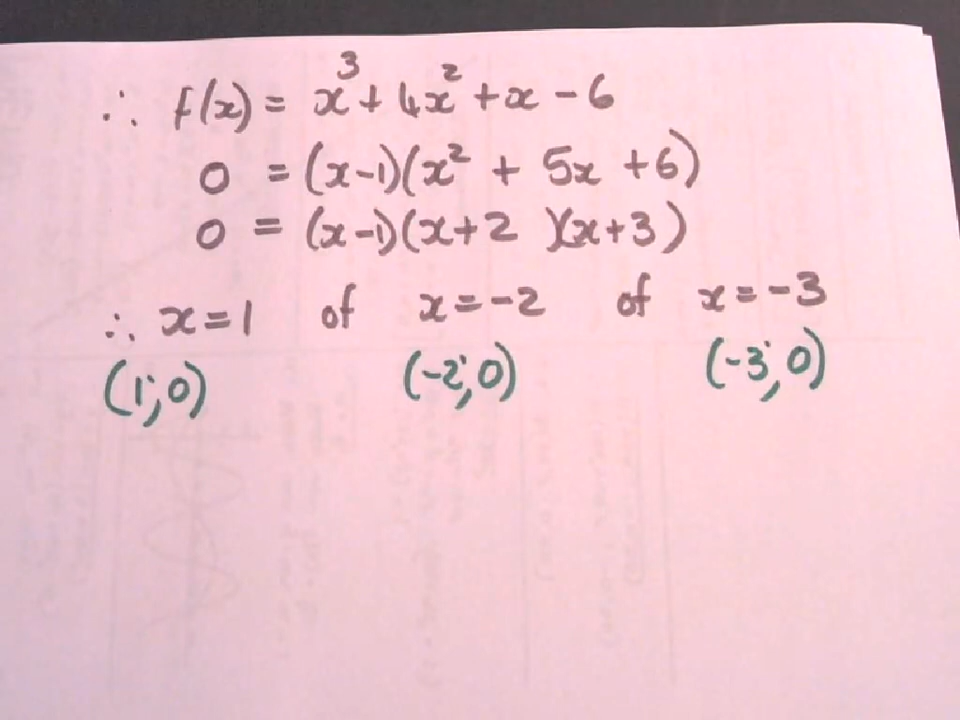 ∴ f(x) = x³ + 4x² + x - 6
0 = (x-1)(x² + 5x + 6)
0 = (x-1)(x+2 )(x+3)
∴ x=1 of x=-2 of x=-3
(1;0) (-2;0) (-3;0)